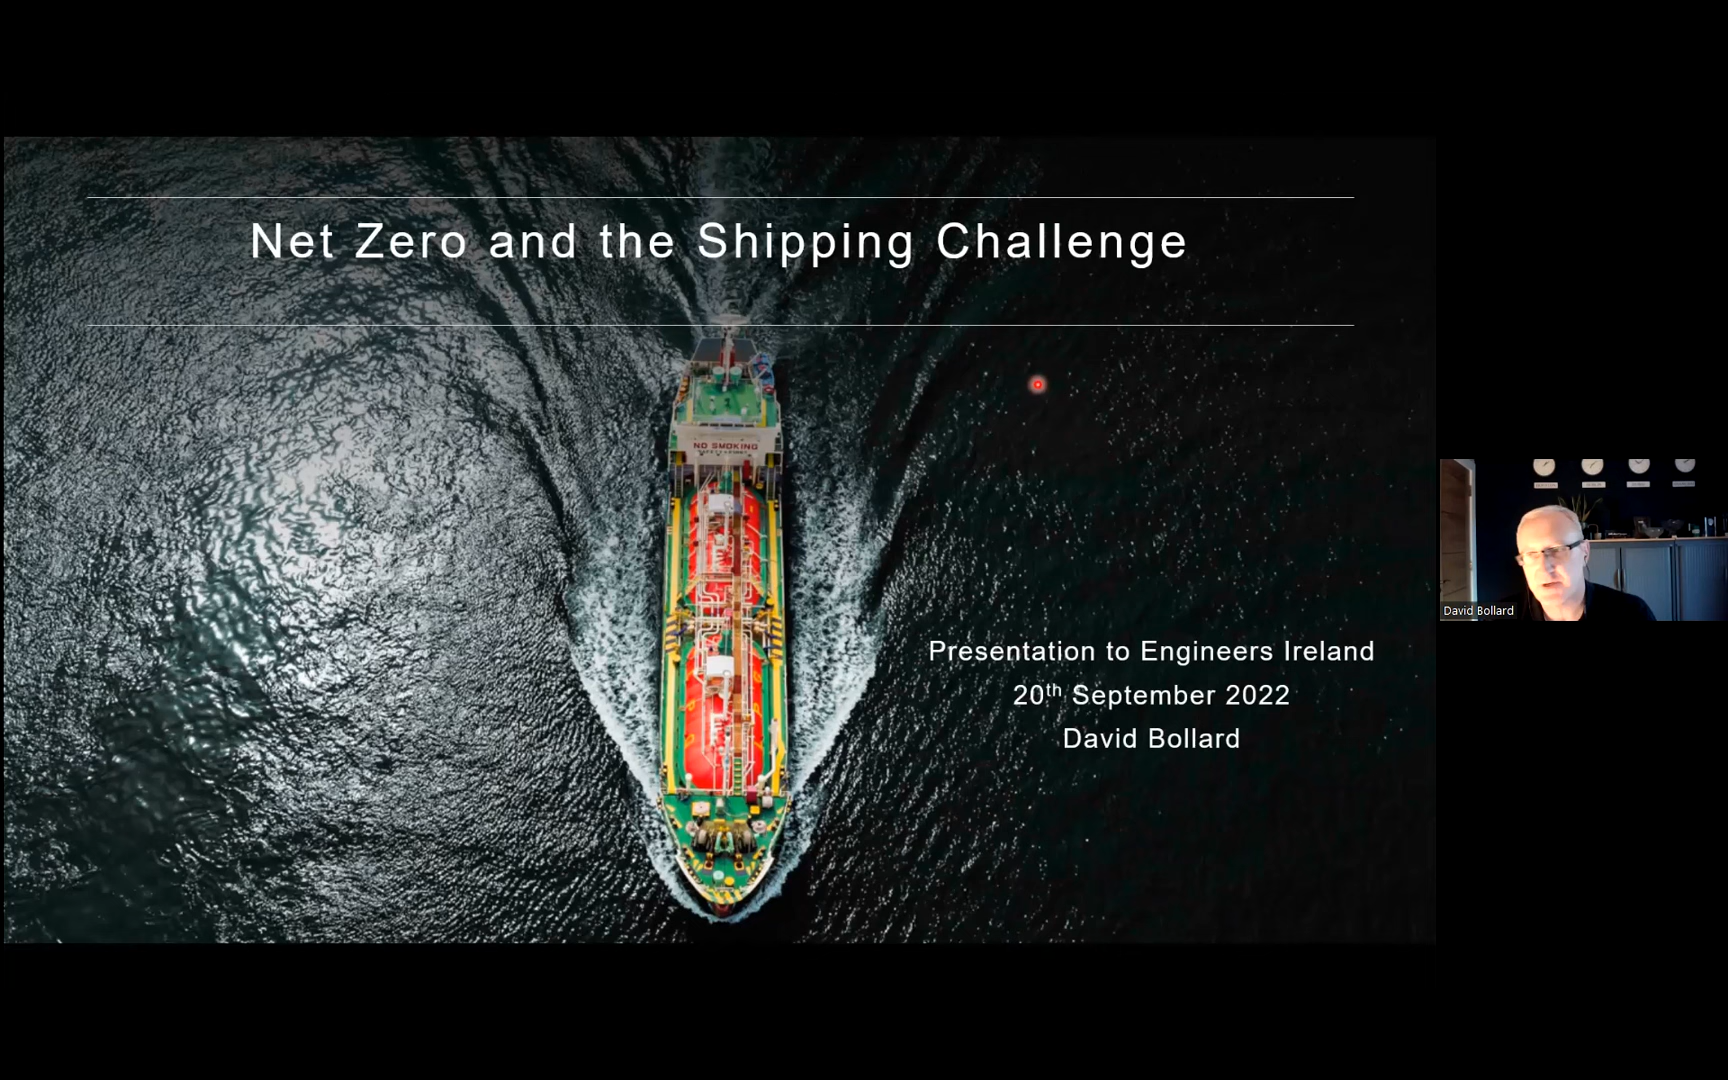 Net Zero and the Shipping Challenge
NO SMOKING
Presentation to Engineers Ireland
20th September 2022
David Bollard
David Bollard